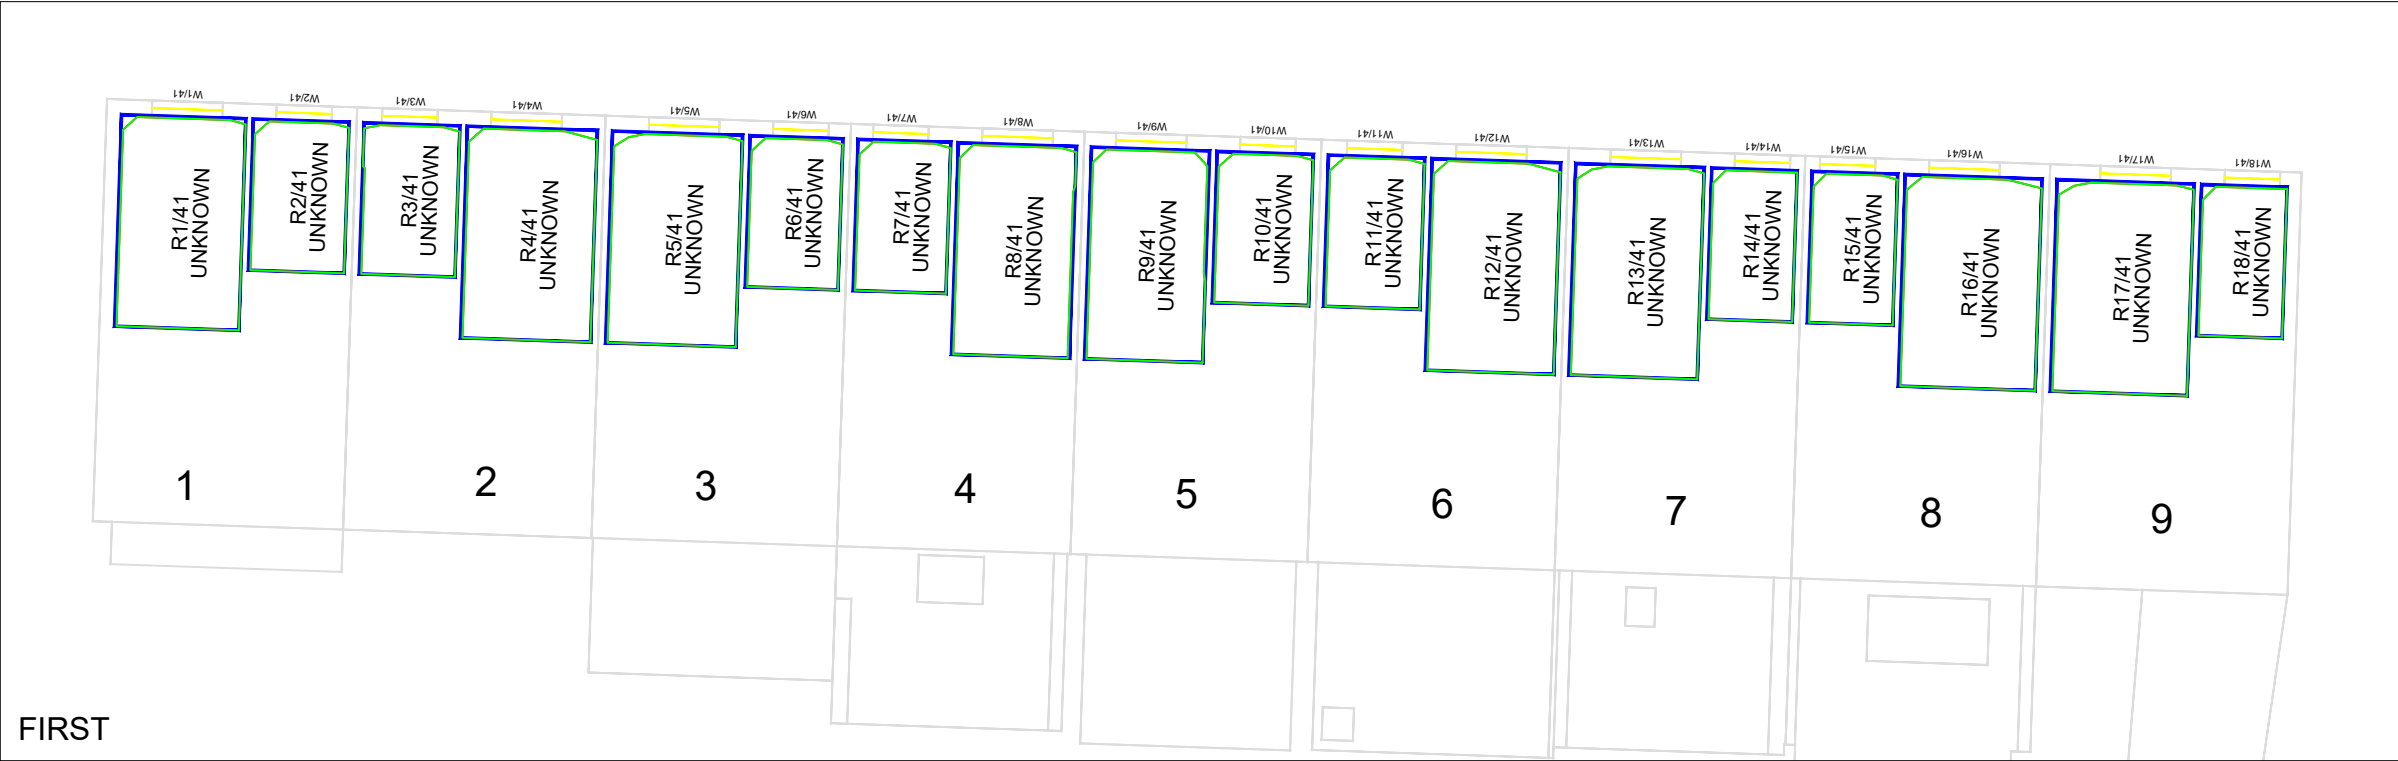 W1/41
W2/41
W3/41
W4/41
W5/41
W6/41
W7/41
W8/41
W9/41
W10/41
W11/41
W12/41
W13/41
W14/41
W15/41
W16/41
W17/41
W18/41
R1/41
UNKNOWN
R2/41
UNKNOWN
R3/41
UNKNOWN
R4/41
UNKNOWN
R5/41
UNKNOWN
R6/41
UNKNOWN
R7/41
UNKNOWN
R8/41
UNKNOWN
R9/41
UNKNOWN
R10/41
UNKNOWN
R11/41
UNKNOWN
R12/41
UNKNOWN
R13/41
UNKNOWN
R14/41
UNKNOWN
R15/41
UNKNOWN
R16/41
UNKNOWN
R17/41
UNKNOWN
R18/41
UNKNOWN
1
2
3
4
5
6
7
8
9
FIRST